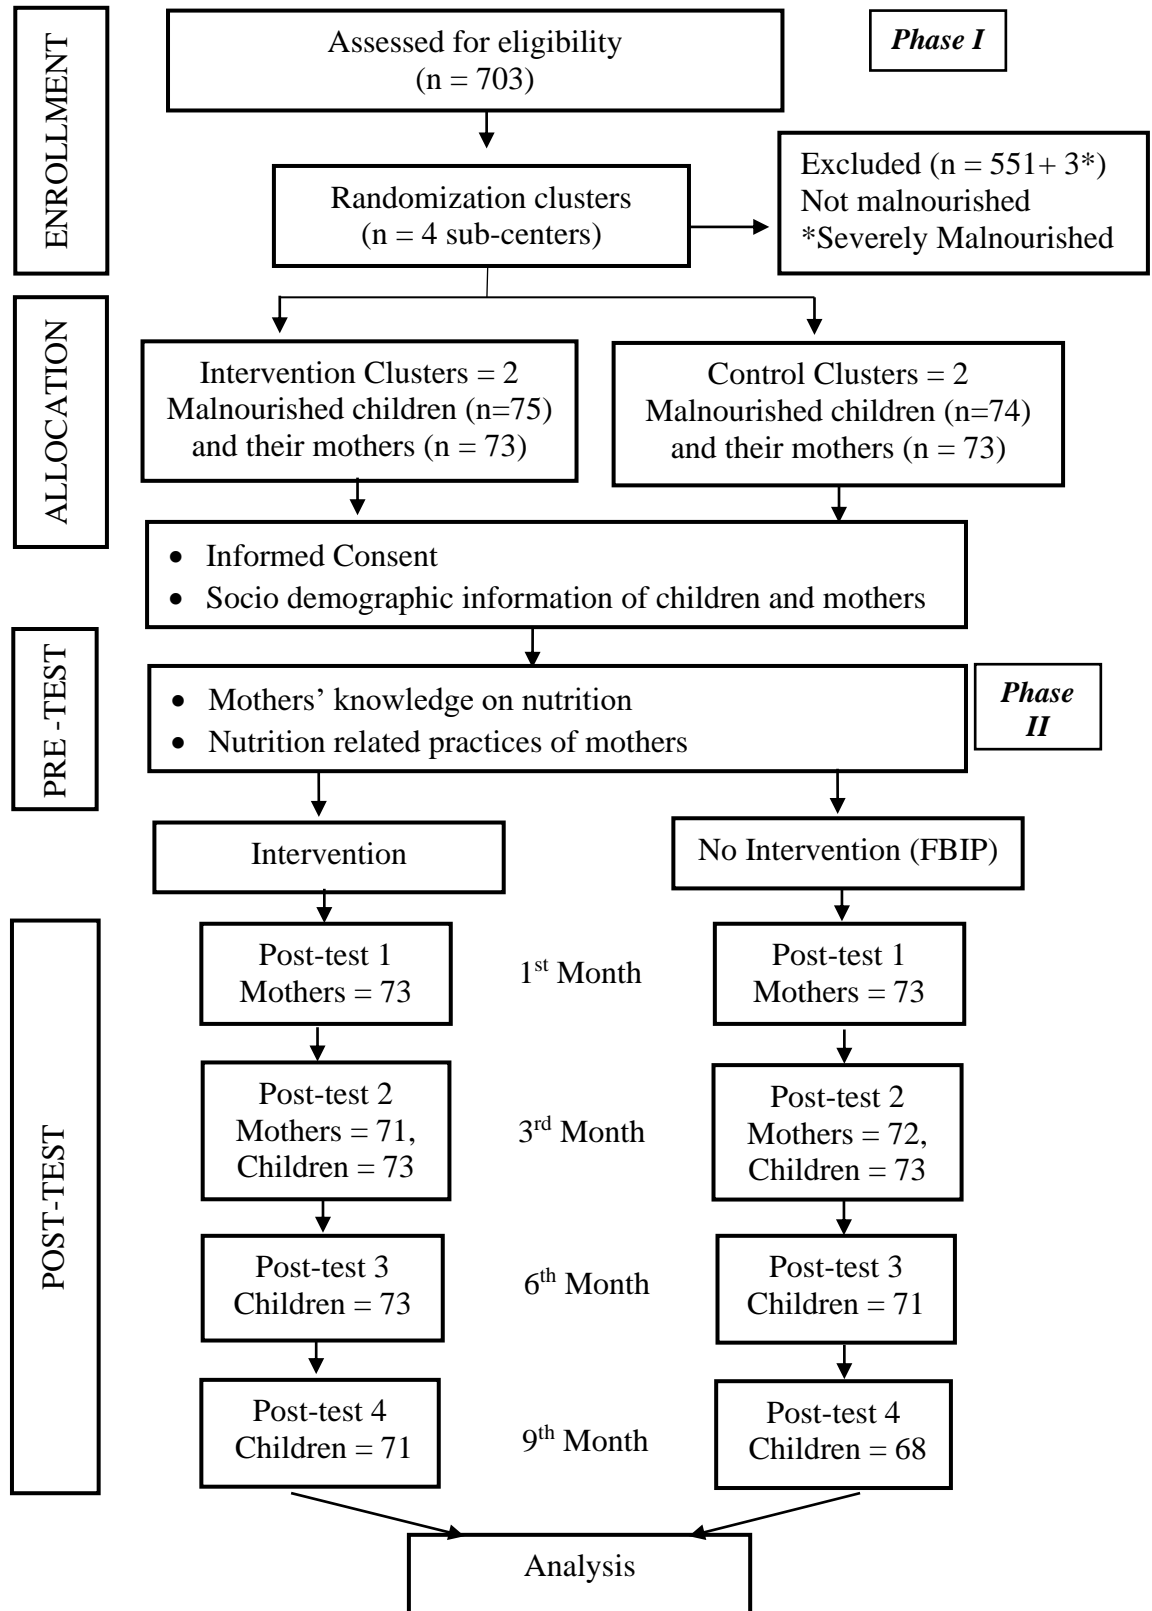 ENROLLMENT
Assessed for eligibility
(n = 703)
Phase I
Randomization clusters
(n = 4 sub-centers)
Excluded (n = 551+ 3*)
Not malnourished
*Severely Malnourished
ALLOCATION
Intervention Clusters = 2
Malnourished children (n=75)
and their mothers (n = 73)
Control Clusters = 2
Malnourished children (n=74)
and their mothers (n = 73)
• Informed Consent
• Socio demographic information of children and mothers
PRE -TEST
• Mothers’ knowledge on nutrition
• Nutrition related practices of mothers
Phase
II
Intervention
No Intervention (FBIP)
POST-TEST
Post-test 1
Mothers = 73
1st Month
Post-test 1
Mothers = 73
Post-test 2
Mothers = 71,
Children = 73
3rd Month
Post-test 2
Mothers = 72,
Children = 73
Post-test 3
Children = 73
6th Month
Post-test 3
Children = 71
Post-test 4
Children = 71
9th Month
Post-test 4
Children = 68
Analysis